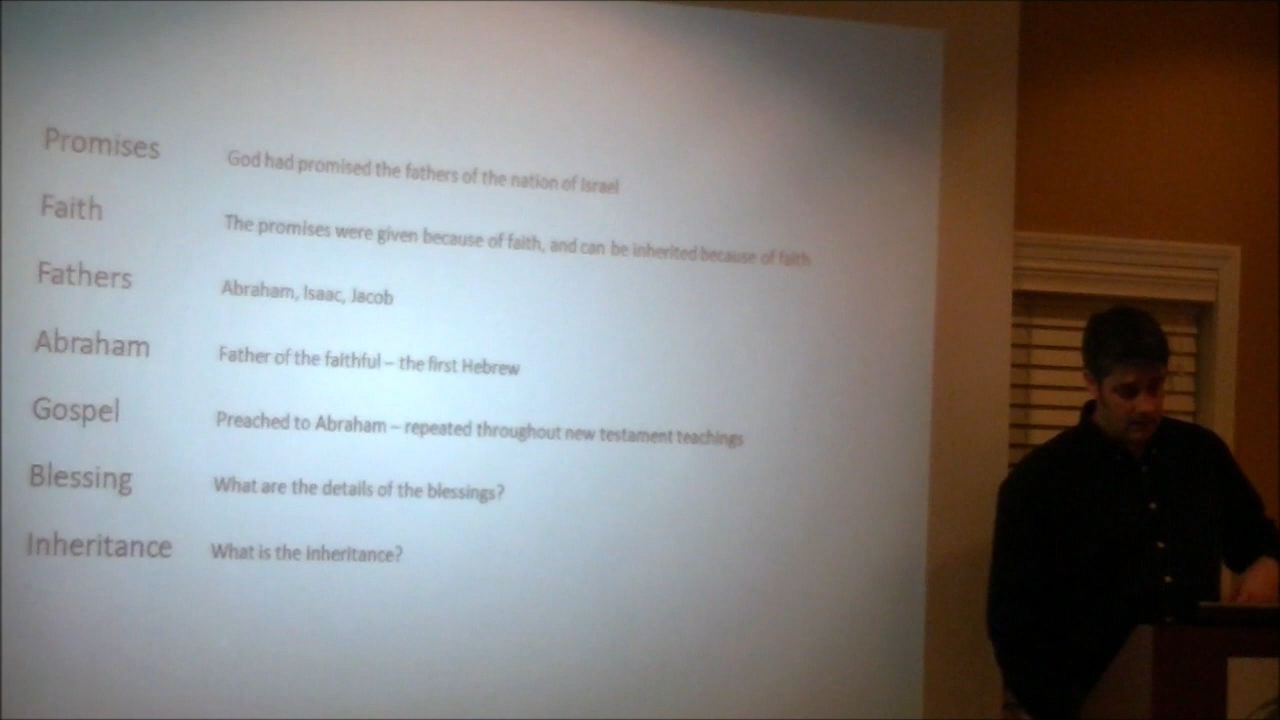 Promises God had promised the fathers of the nation of Israel
Faith The promises were given because of faith, and can be inherited because of faith
Fathers Abraham, Isaac, Jacob
Abraham Father of the faithful – the first Hebrew
Gospel Preached to Abraham – repeated throughout new testament teachings
Blessing What are the details of the blessings?
Inheritance What is the inheritance?